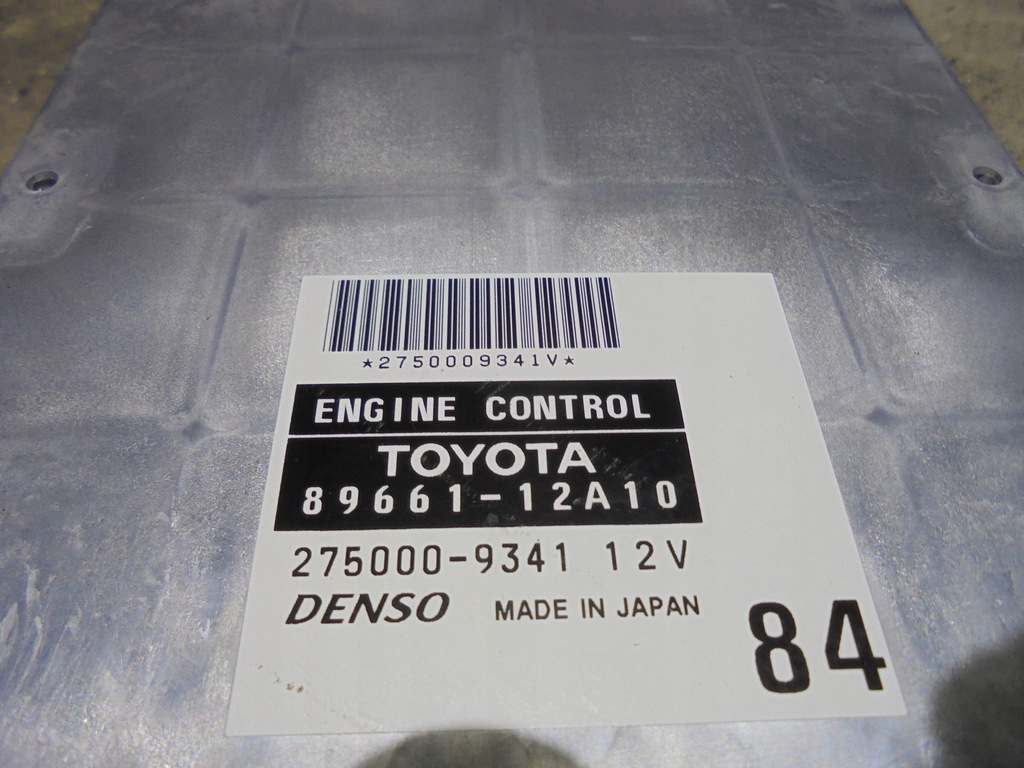 *2750009341V*
ENGINE CONTROL
TOYOTA
89661-12A10
275000-9341 12V
DENSO MADE IN JAPAN
84